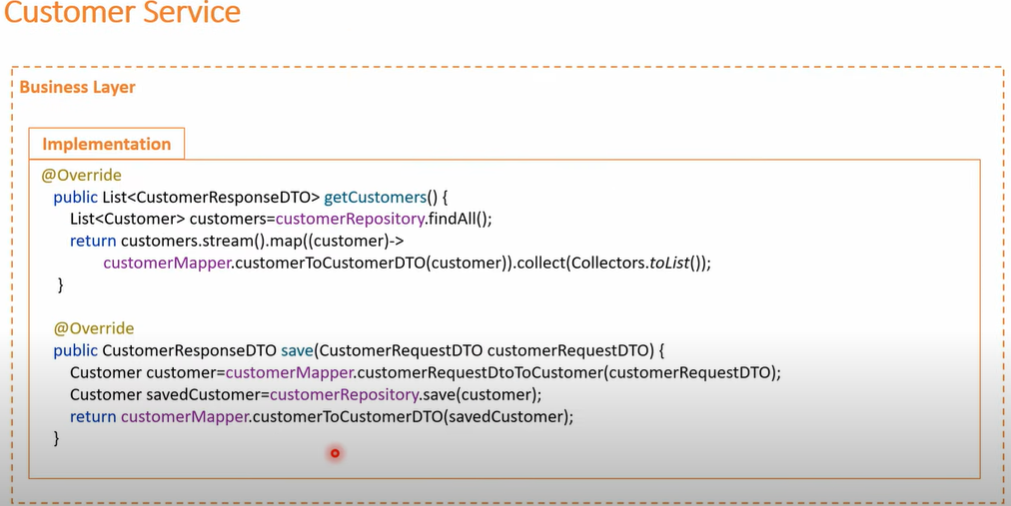 Customer Service
Business Layer
Implementation
@Override
public List<CustomerResponseDTO> getCustomers() {
List<Customer> customers=customerRepository.findAll();
return customers.stream().map((customer)->
customerMapper.customerToCustomerDTO(customer)).collect(Collectors.toList());
}
@Override
public CustomerResponseDTO save(CustomerRequestDTO customerRequestDTO) {
Customer customer=customerMapper.customerRequestDtoToCustomer(customerRequestDTO);
Customer savedCustomer=customerRepository.save(customer);
return customerMapper.customerToCustomerDTO(savedCustomer);
}